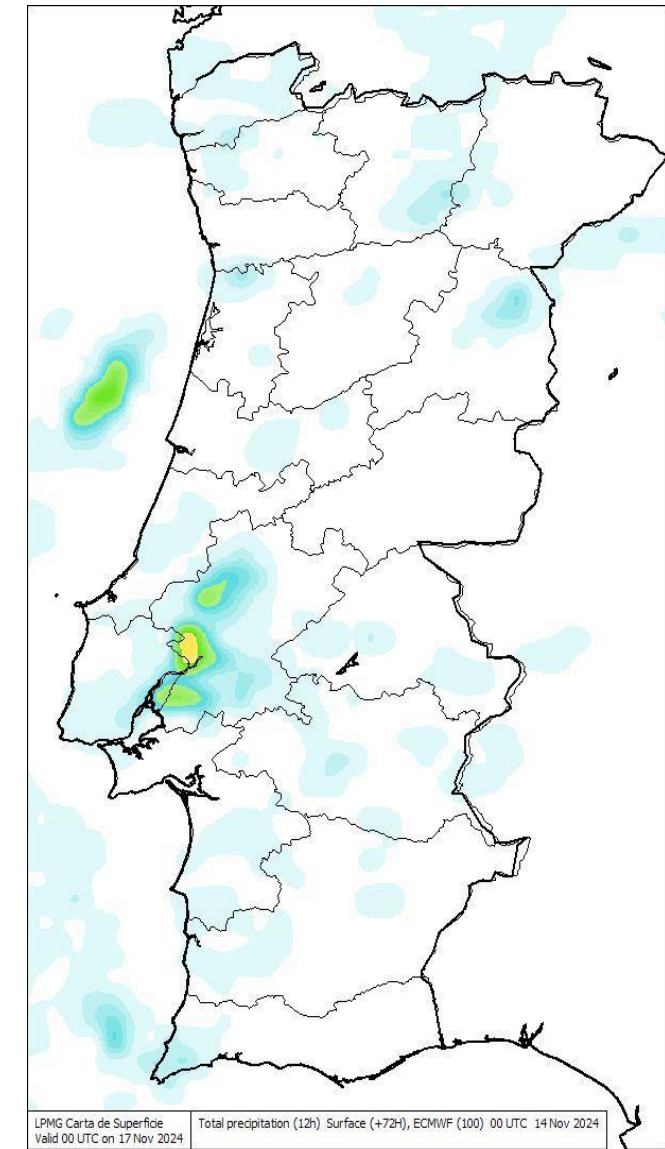 LPMG Carta de Superfície
Valid 00 UTC on 17 Nov 2024
Total precipitation (12h) Surface (+72H), ECMWF (100) 00 UTC 14 Nov 2024